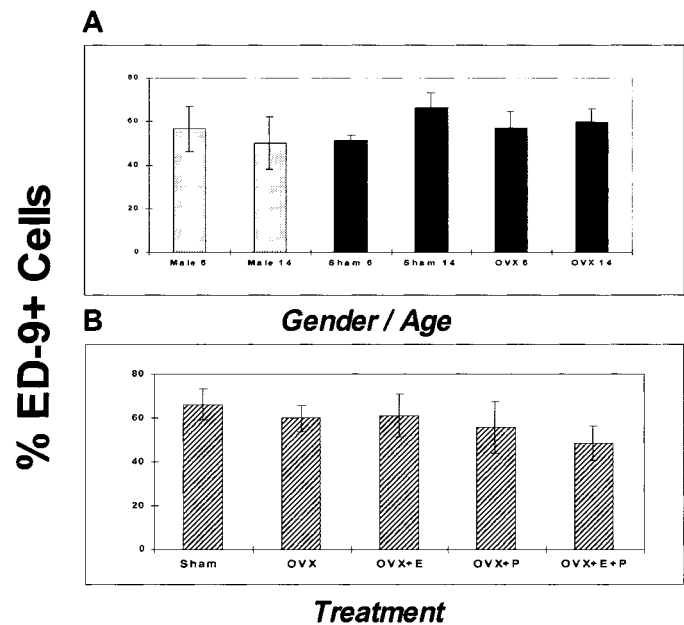 A
80
60
40
20
0
Male 6 Male 14 Sham 6 Sham 14 OVX 6 OVX 14
Gender / Age
% ED-9+ Cells
B
80
60
40
20
0
Sham OVX OVX+E OVX+P OVX+E+P
Treatment